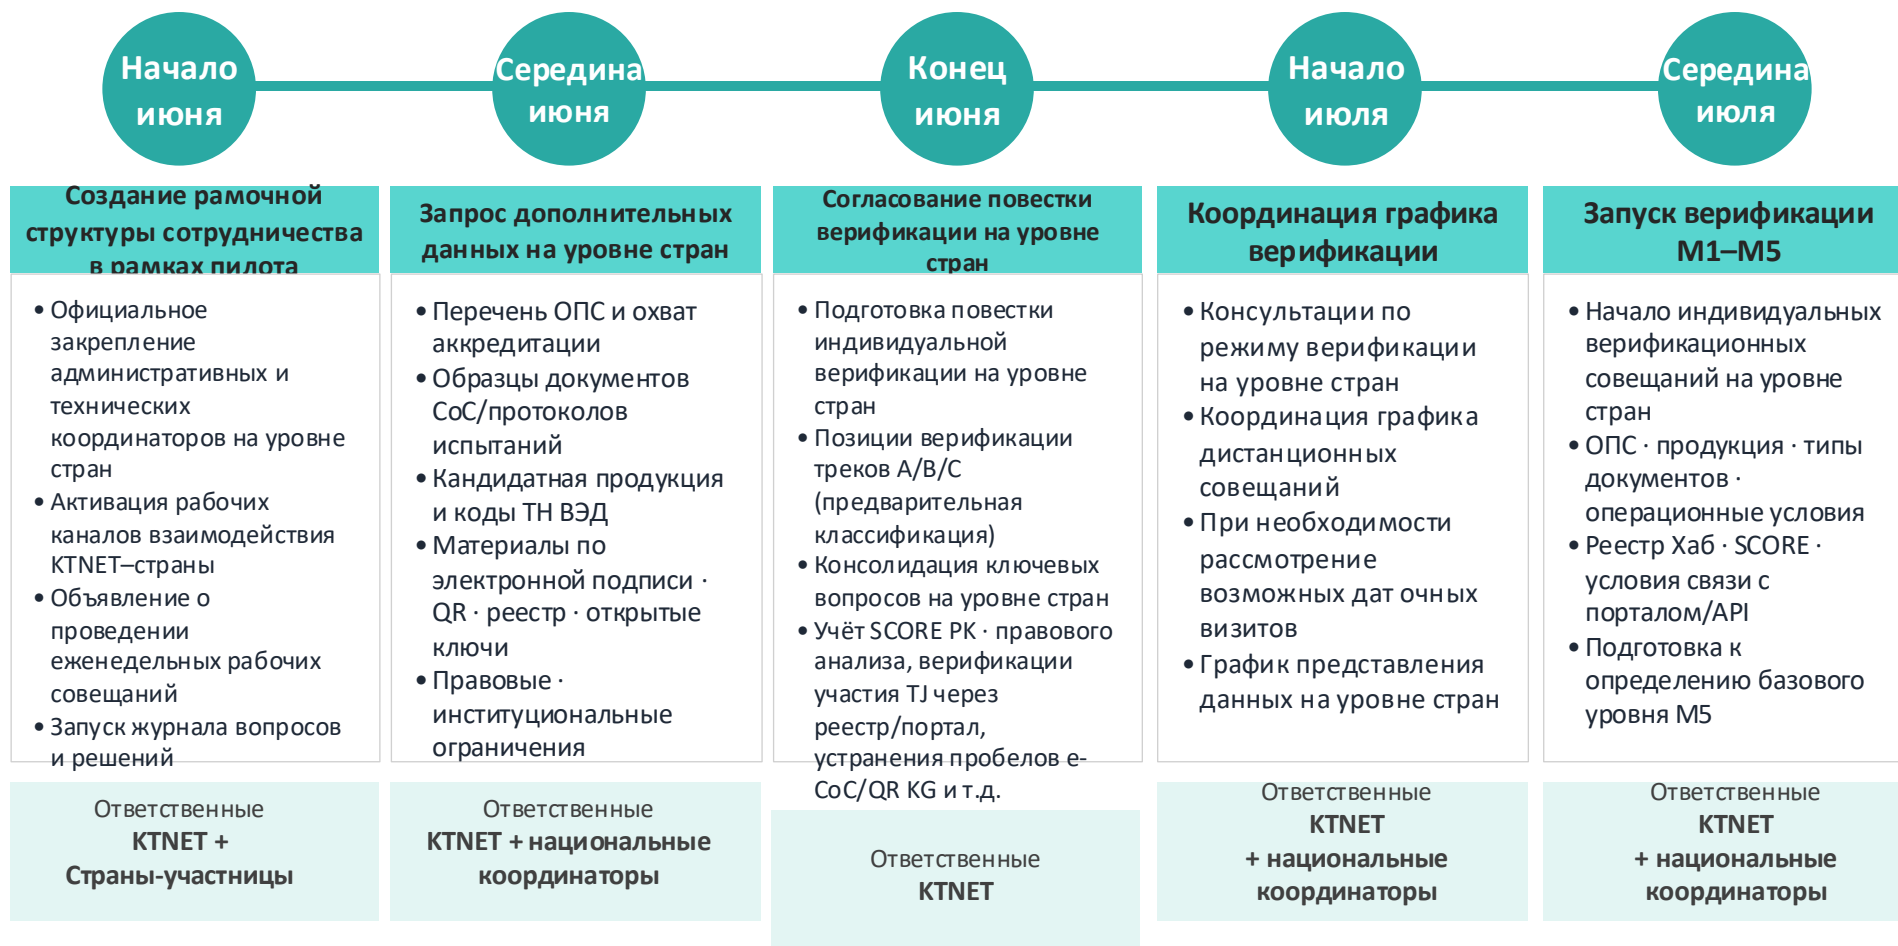 Начало
июня
Середина
июня
Конец
июня
Начало
июля
Середина
июля
Создание рамочной
структуры сотрудничества
в рамках пилота
• Официальное
закрепление
административных и
технических
координаторов на уровне
стран
• Активация рабочих
каналов взаимодействия
KTNET–страны
• Объявление о
проведении
еженедельных рабочих
совещаний
• Запуск журнала вопросов
и решений
Ответственные
KTNET +
Страны-участницы
Запрос дополнительных
данных на уровне стран
• Перечень ОПС и охват
аккредитации
• Образцы документов
CoC/протоколов
испытаний
• Кандидатная продукция
и коды ТН ВЭД
• Материалы по
электронной подписи ·
QR · реестр · открытые
ключи
• Правовые ·
институциональные
ограничения
Ответственные
KTNET + национальные
координаторы
Согласование повестки
верификации на уровне
стран
• Подготовка повестки
индивидуальной
верификации на уровне
стран
• Позиции верификации
треков A/B/C
(предварительная
классификация)
• Консолидация ключевых
вопросов на уровне стран
• Учёт SCORE PK · правового
анализа, верификации
участия TJ через
реестр/портал,
устранения пробелов e-
CoC/QR KG и т.д.
Ответственные
KTNET
Координация графика
верификации
• Консультации по
режиму верификации
на уровне стран
• Координация графика
дистанционных
совещаний
• При необходимости
рассмотрение
возможных дат очных
визитов
• График представления
данных на уровне стран
Ответственные
KTNET
+ национальные
координаторы
Запуск верификации
M1–M5
• Начало индивидуальных
верификационных
совещаний на уровне
стран
• ОПС · продукция · типы
документов ·
операционные условия
• Реестр Хаб · SCORE ·
условия связи с
порталом/API
• Подготовка к
определению базового
уровня M5
Ответственные
KTNET
+ национальные
координаторы